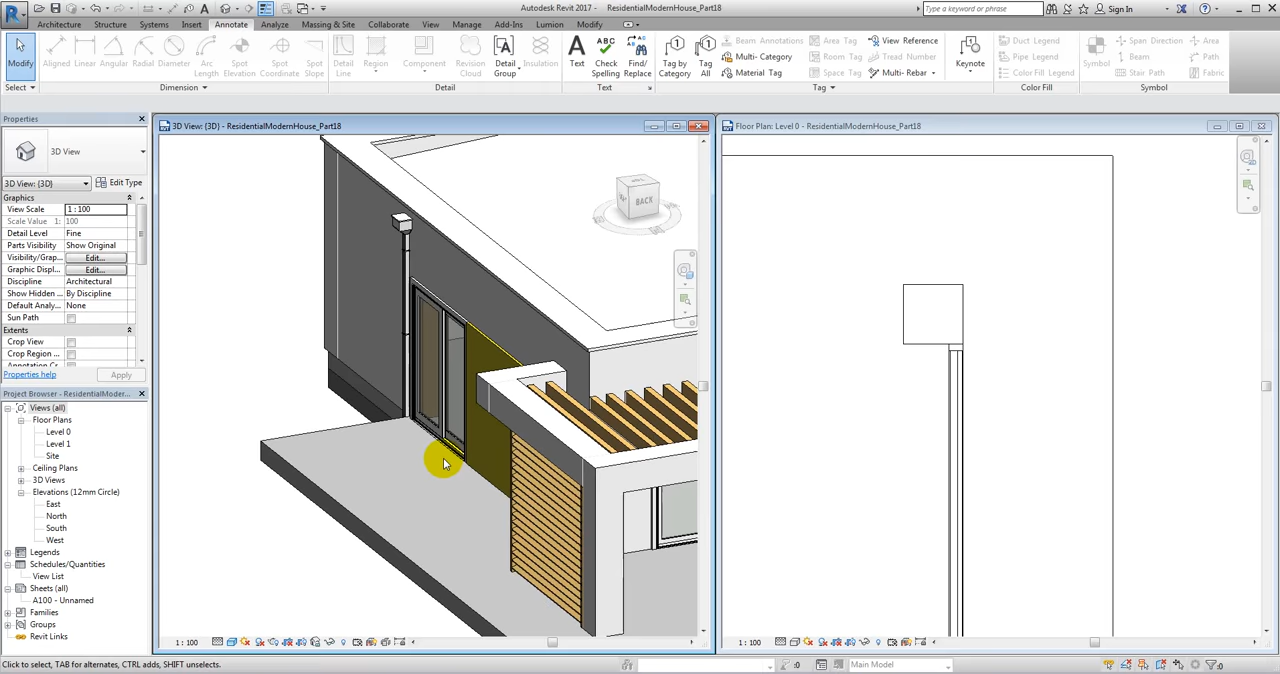 Autodesk Revit 2017 - ResidentialModernHouse_Part18
Type a keyword or phrase
Sign In
Architecture Structure Systems Insert Annotate Analyze Massing & Site Collaborate View Manage Add-Ins Lumion Modify
Modify
Aligned Linear Angular Radial Diameter Arc Length Spot Elevation Spot Coordinate Spot Slope
Detail Line Region Component Revision Cloud Detail Group Insulation
Text Check Spelling Find/ Replace
Tag by Category Tag All
Multi- Category
Material Tag
Beam Annotations Area Tag View Reference
Room Tag Tread Number
Space Tag Multi- Rebar
Keynote
Duct Legend
Pipe Legend
Color Fill Legend
Symbol
Span Direction Path
Beam Area
Stair Path Fabric
Select Dimension Detail Text Tag Color Fill Symbol
Properties
3D View
3D View: {3D} Edit Type
Graphics
View Scale 1 : 100
Scale Value 1: 100
Detail Level Fine
Parts Visibility Show Original
Visibility/Grap... Edit...
Graphic Displ... Edit...
Discipline Architectural
Show Hidden ... By Discipline
Default Analy... None
Sun Path
Extents
Crop View
Crop Region ...
Annotation C...
Properties help Apply
Project Browser - ResidentialModer...
Views (all)
Floor Plans
Level 0
Level 1
Site
Ceiling Plans
3D Views
Elevations (12mm Circle)
East
North
South
West
Legends
Schedules/Quantities
View List
Sheets (all)
A100 - Unnamed
Families
Groups
Revit Links
3D View: {3D} - ResidentialModernHouse_Part18
BACK
1 : 100
Floor Plan: Level 0 - ResidentialModernHouse_Part18
1 : 100
Click to select, TAB for alternates, CTRL adds, SHIFT unselects.
:0
Main Model
:0